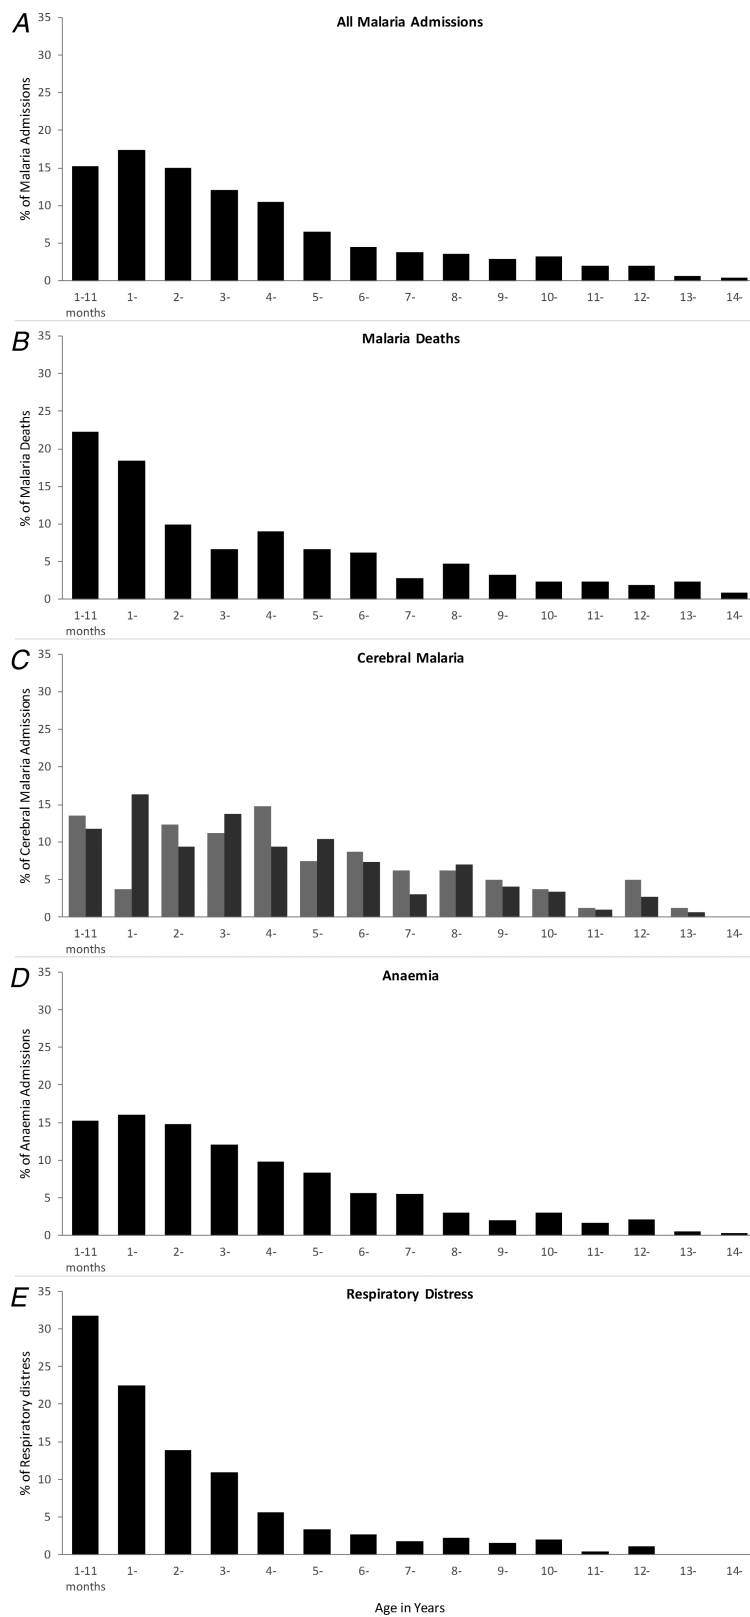 A
All Malaria Admissions
% of Malaria Admissions
35
30
25
20
15
10
5
0
1-11 months 1- 2- 3- 4- 5- 6- 7- 8- 9- 10- 11- 12- 13- 14-
B
Malaria Deaths
% of Malaria Deaths
35
30
25
20
15
10
5
0
1-11 months 1- 2- 3- 4- 5- 6- 7- 8- 9- 10- 11- 12- 13- 14-
C
Cerebral Malaria
% of Cerebral Malaria Admissions
35
30
25
20
15
10
5
0
1-11 months 1- 2- 3- 4- 5- 6- 7- 8- 9- 10- 11- 12- 13- 14-
D
Anaemia
% of Anaemia Admissions
35
30
25
20
15
10
5
0
1-11 months 1- 2- 3- 4- 5- 6- 7- 8- 9- 10- 11- 12- 13- 14-
E
Respiratory Distress
% of Respiratory distress
35
30
25
20
15
10
5
0
1-11 months 1- 2- 3- 4- 5- 6- 7- 8- 9- 10- 11- 12- 13- 14-
Age in Years